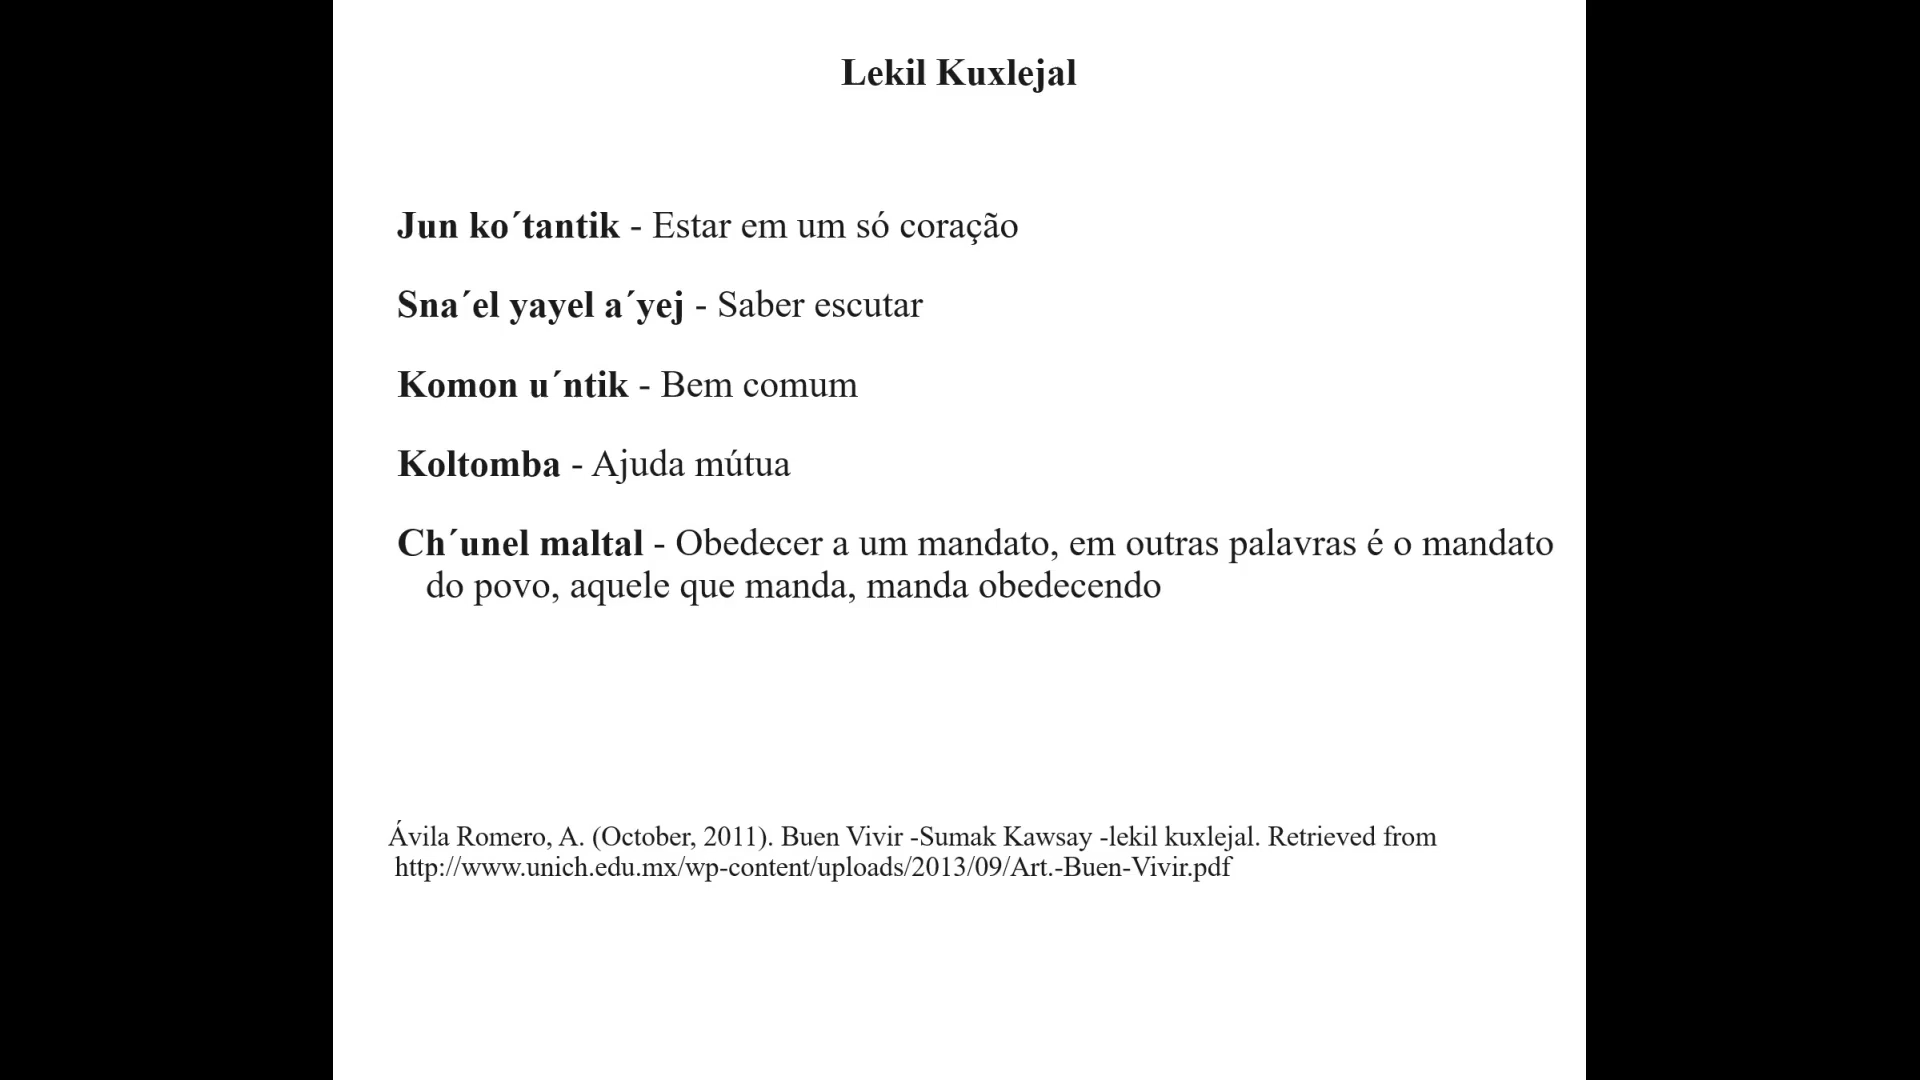 Lekil Kuxlejal
Jun ko´tantik - Estar em um só coração
Sna´el yayel a´yej - Saber escutar
Komon u´ntik - Bem comum
Koltomba - Ajuda mútua
Ch´unel maltal - Obedecer a um mandato, em outras palavras é o mandato
do povo, aquele que manda, manda obedecendo
Ávila Romero, A. (October, 2011). Buen Vivir -Sumak Kawsay -lekil kuxlejal. Retrieved from
http://www.unich.edu.mx/wp-content/uploads/2013/09/Art.-Buen-Vivir.pdf